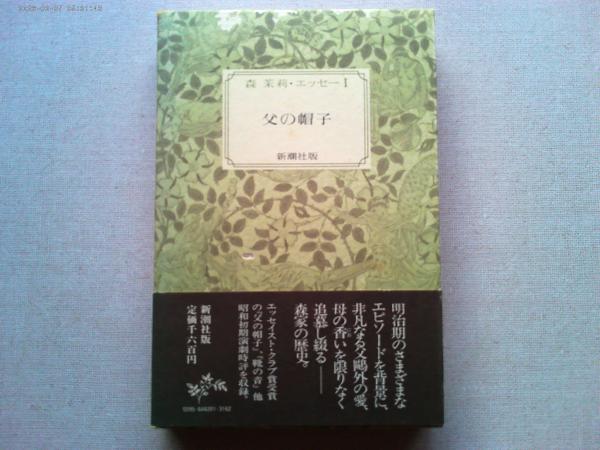 森 茉莉・エッセーⅠ
父の帽子
新潮社版
明治期のさまざまな
エピソードを背景に、
非凡なる父鷗外の愛、
母の香いを限りなく
追慕し綴る――
森家の歴史。
エッセイスト・クラブ賞受賞
の「父の帽子」、「靴の音」他
昭和初期演劇時評を収録。
新潮社版
定価千六百円